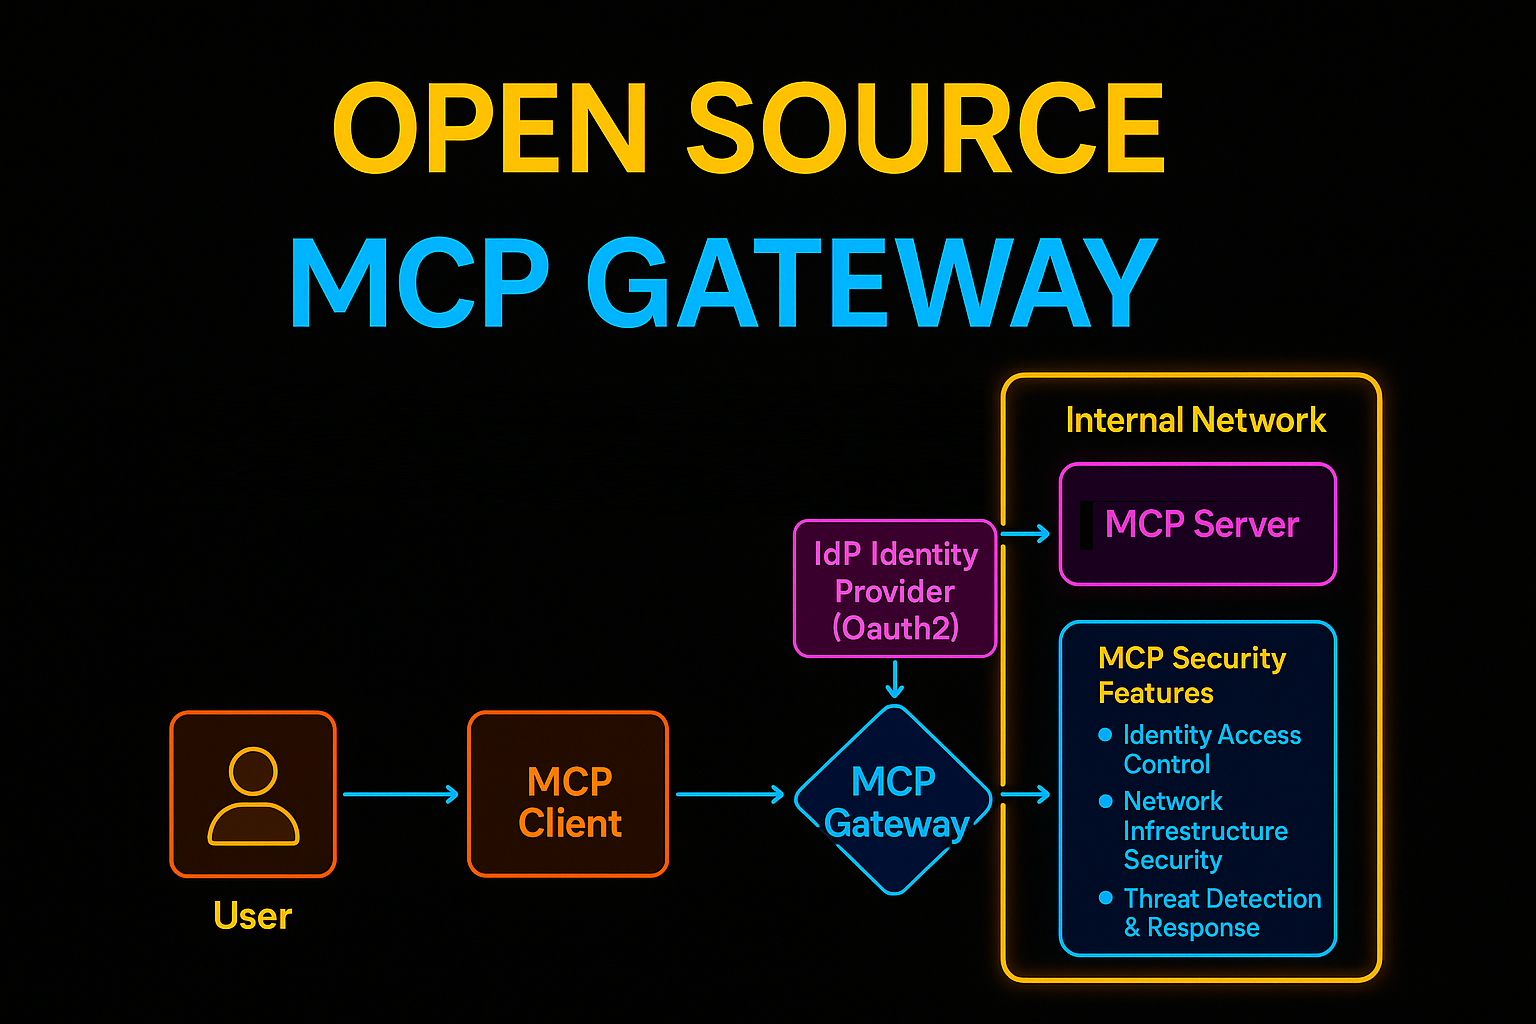 OPEN SOURCE
MCP GATEWAY
Internal Network
MCP Server
IdP Identity
Provider
(Oauth2)
MCP Security
Features
Identity Access
Control
Network
Infrestructure
Security
Threat Detection
& Response
MCP
Gateway
MCP
Client
User